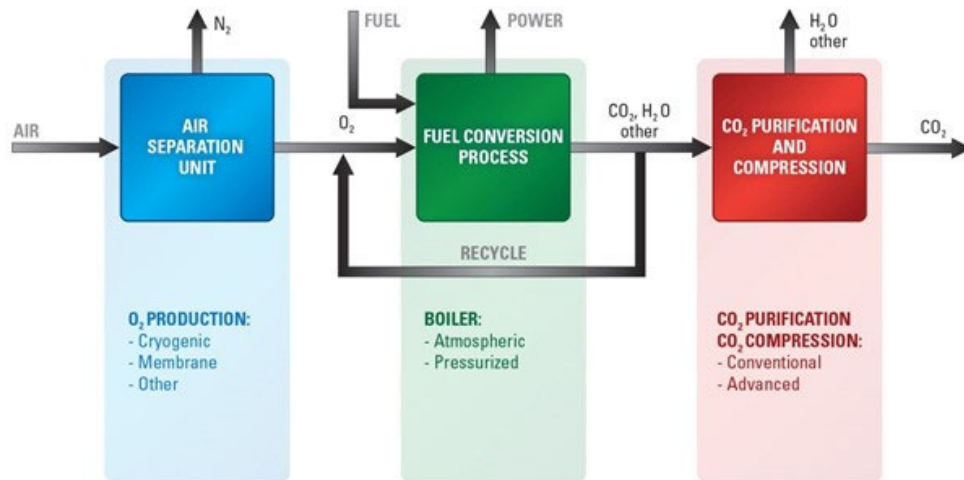 N₂
FUEL
POWER
H₂O
other
AIR
AIR
SEPARATION
UNIT
O₂
FUEL CONVERSION
PROCESS
CO₂, H₂O
other
CO₂ PURIFICATION
AND
COMPRESSION
CO₂
RECYCLE
O₂ PRODUCTION:
- Cryogenic
- Membrane
- Other
BOILER:
- Atmospheric
- Pressurized
CO₂ PURIFICATION
CO₂ COMPRESSION:
- Conventional
- Advanced